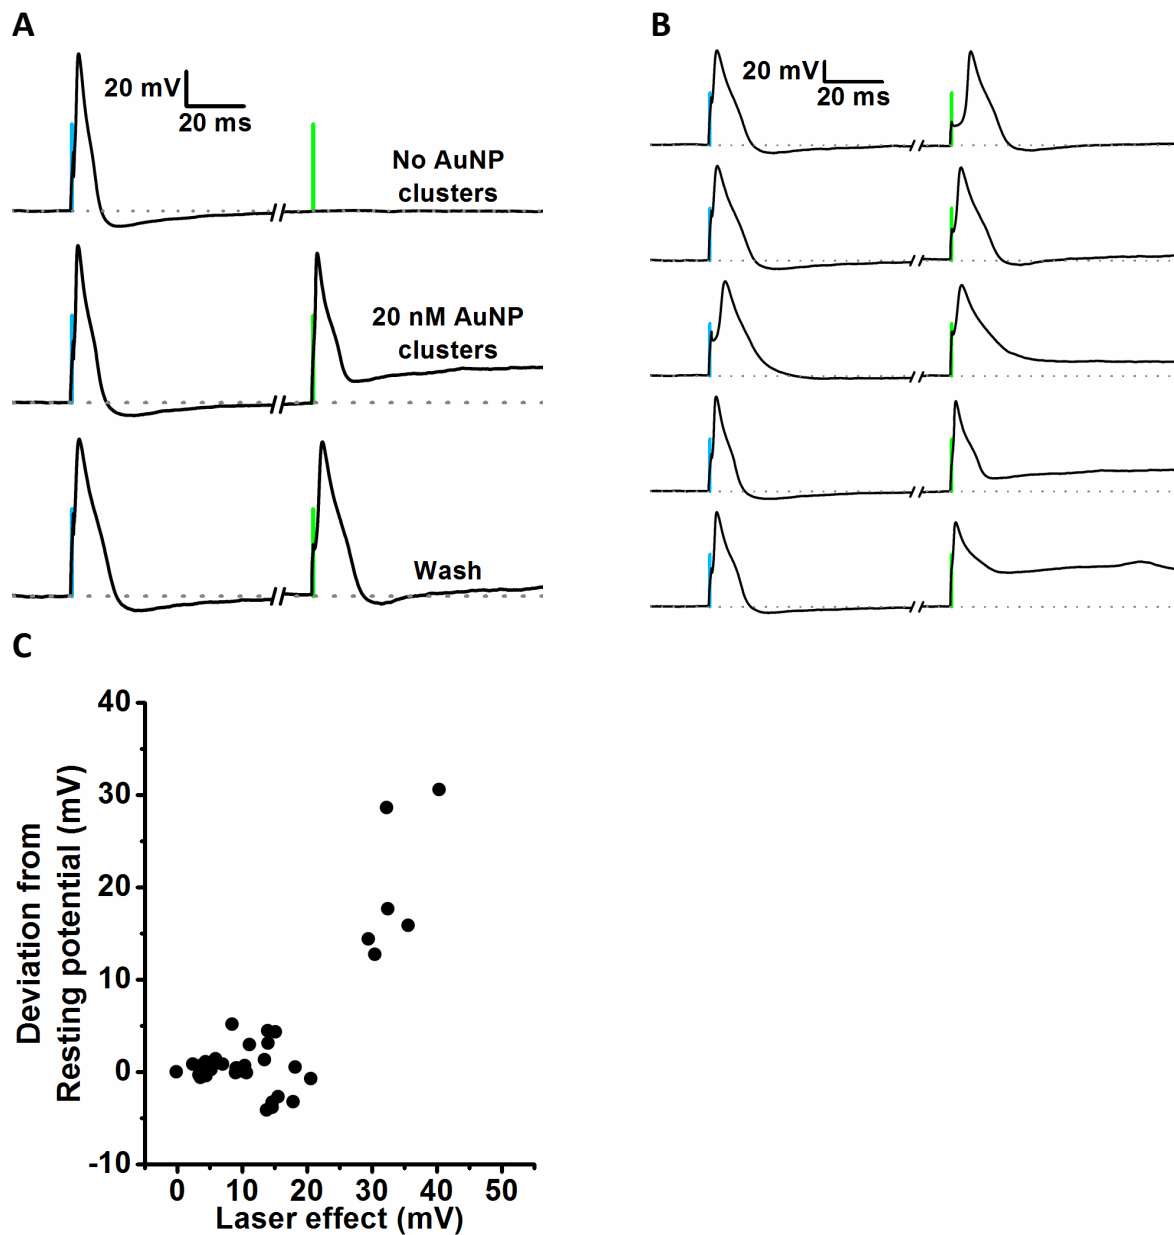 A
20 mV
20 ms
No AuNP
clusters
20 nM AuNP
clusters
Wash
B
20 mV
20 ms
C
Deviation from
Resting potential (mV)
40
30
20
10
0
-10
0 10 20 30 40 50
Laser effect (mV)